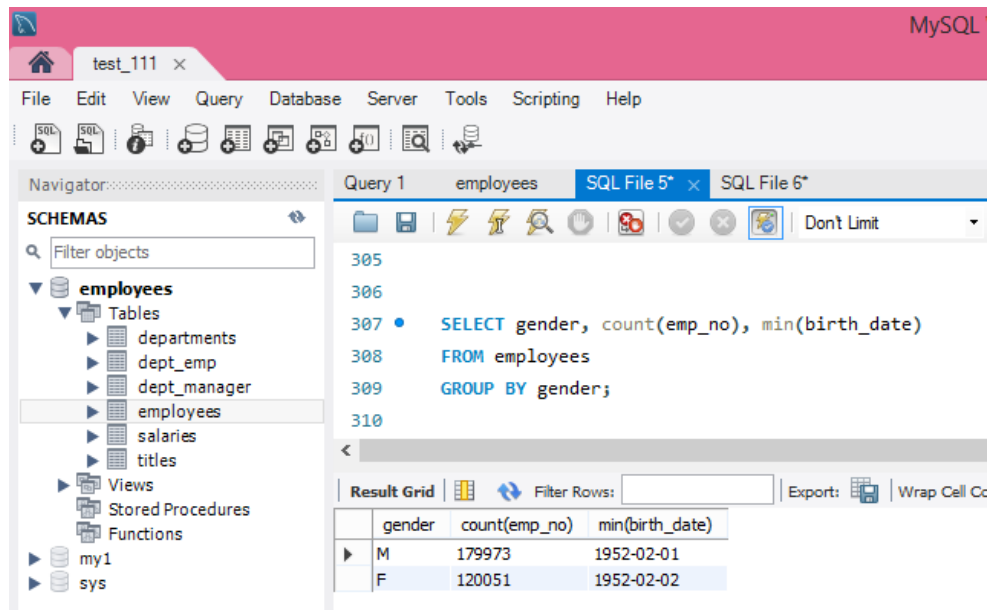 MySQL
test_111 ×
File Edit View Query Database Server Tools Scripting Help
Navigator
Query 1 employees SQL File 5* × SQL File 6*
SCHEMAS
Don't Limit
Filter objects
305
employees
306
Tables
307 SELECT gender, count(emp_no), min(birth_date)
departments
308 FROM employees
dept_emp
309 GROUP BY gender;
dept_manager
employees
310
salaries
titles
Views
Result Grid Filter Rows: Export: Wrap Cell Co
Stored Procedures
gender count(emp_no) min(birth_date)
Functions
M 179973 1952-02-01
my1
F 120051 1952-02-02
sys